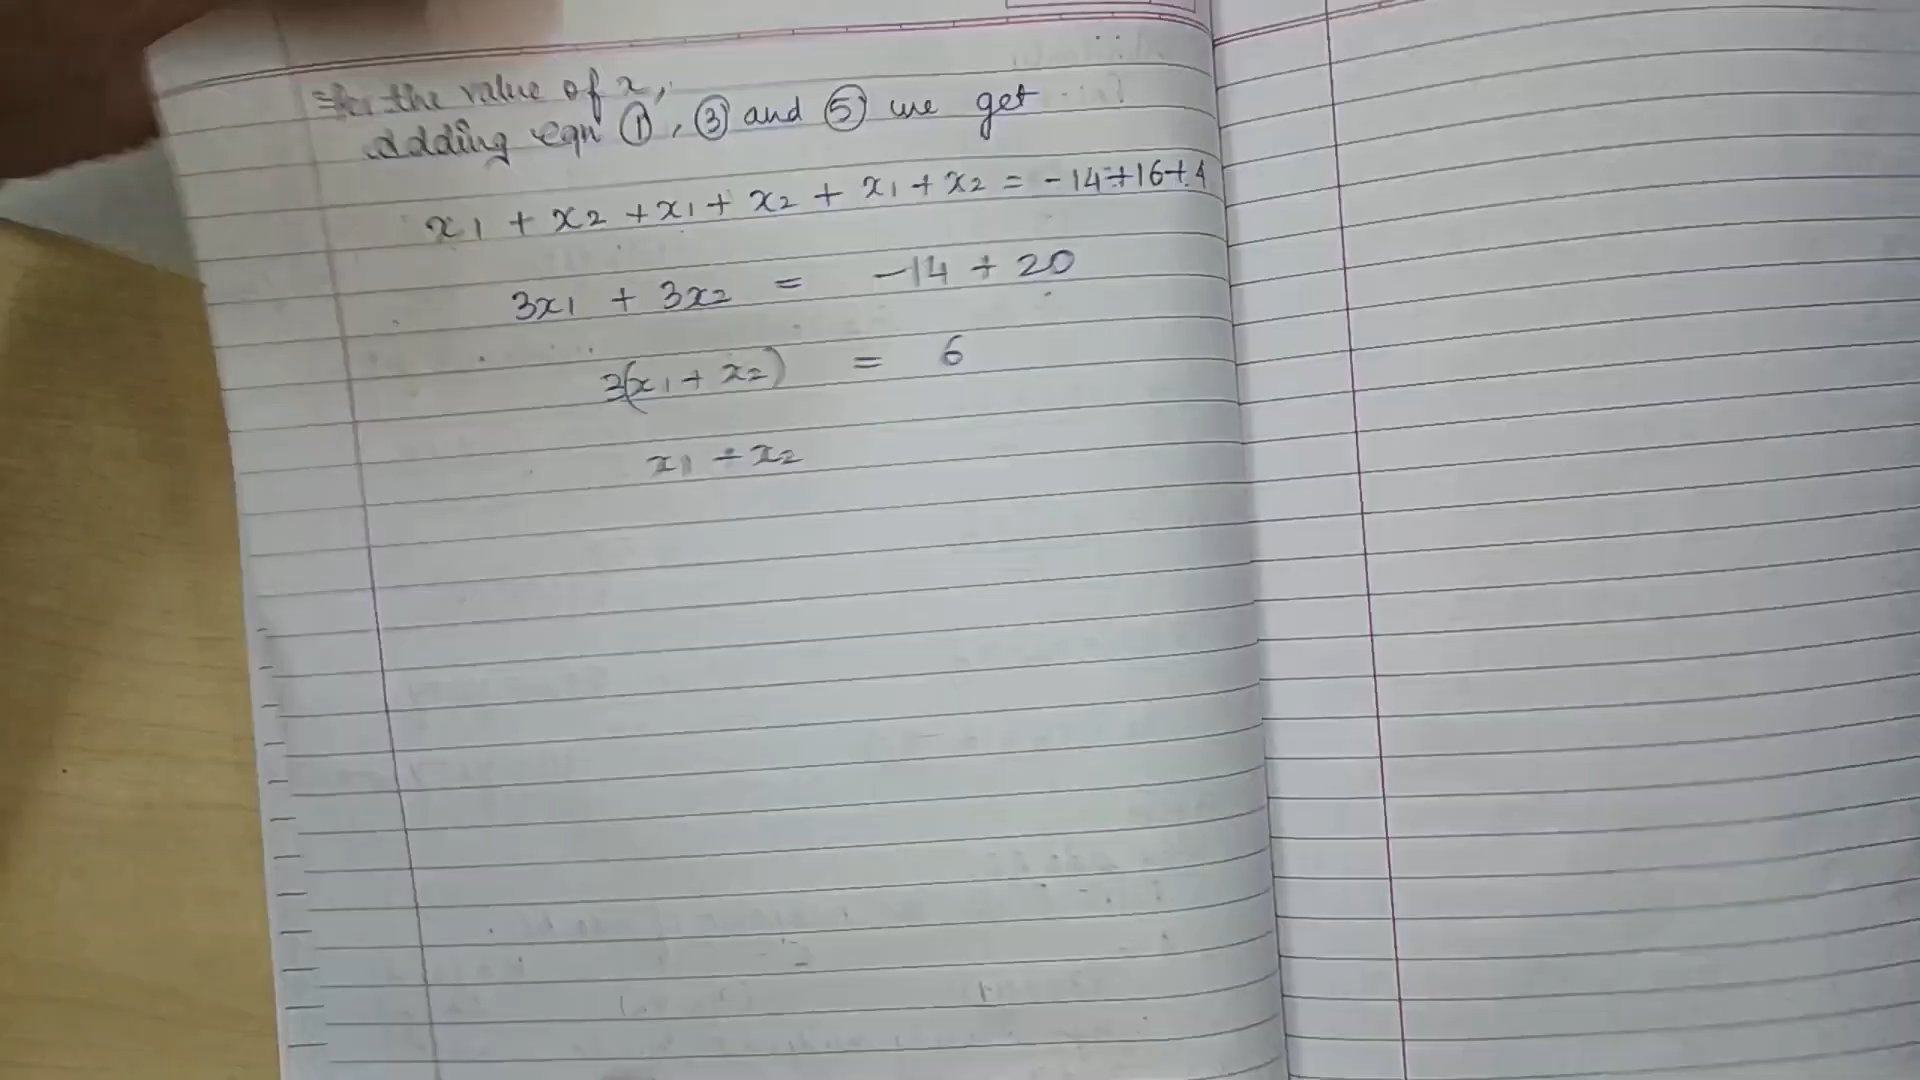 ⇒ for the value of x,
adding eqn ①, ③ and ⑤ we get
x₁ + x₂ + x₁ + x₂ + x₁ + x₂ = -14+16+4
3x₁ + 3x₂ = -14 + 20
3(x₁ + x₂) = 6
x₁ + x₂